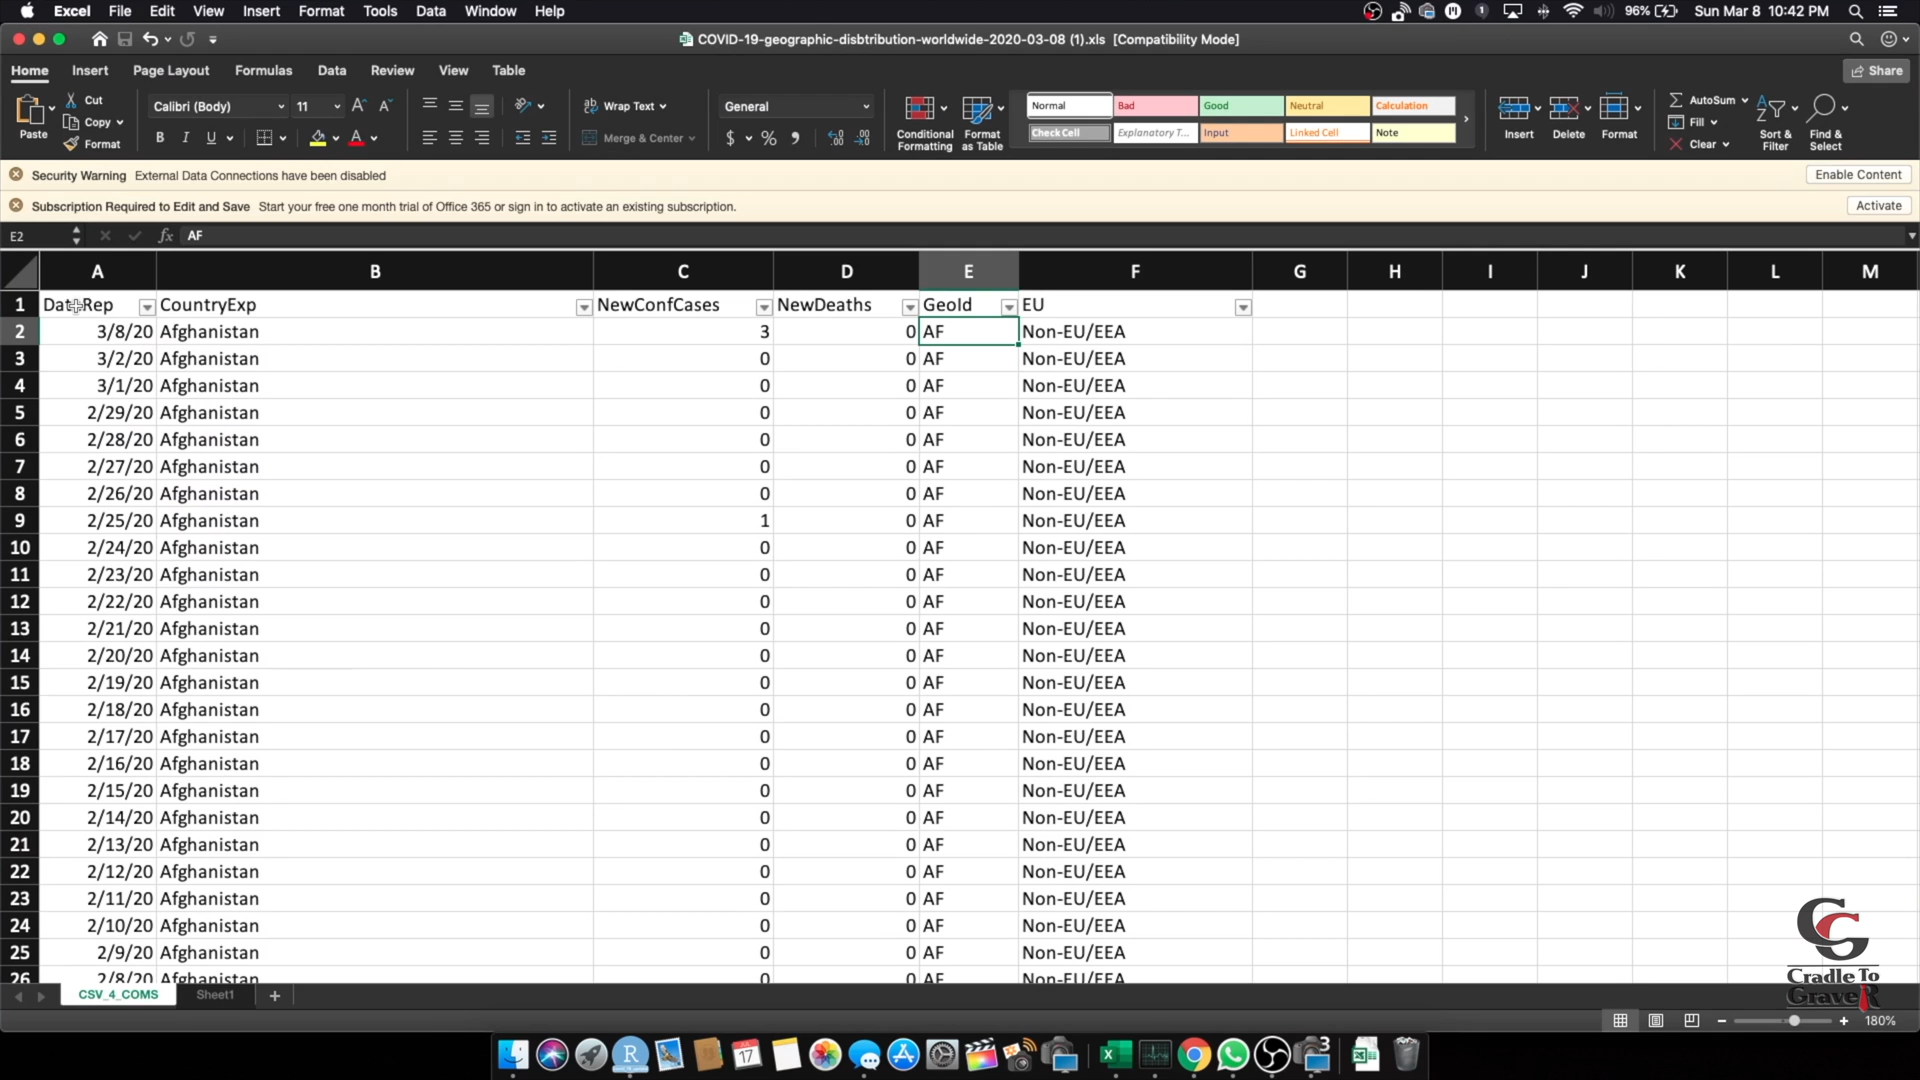 Excel File Edit View Insert Format Tools Data Window Help 96% Sun Mar 8 10:42 PM
COVID-19-geographic-disbtribution-worldwide-2020-03-08 (1).xls [Compatibility Mode]
Home Insert Page Layout Formulas Data Review View Table Share
Paste Cut Copy Format
Calibri (Body) 11
Wrap Text
Merge & Center
General
$ % ,
Conditional Formatting
Format as Table
Normal Bad Good Neutral Calculation
Check Cell Explanatory T... Input Linked Cell Note
Insert Delete Format
AutoSum
Fill
Clear
Sort & Filter
Find & Select
Security Warning External Data Connections have been disabled Enable Content
Subscription Required to Edit and Save Start your free one month trial of Office 365 or sign in to activate an existing subscription. Activate
E2 fx AF
A B C D E F G H I J K L M
1 DateRep CountryExp NewConfCases NewDeaths GeoId EU
2 3/8/20 Afghanistan 3 0 AF Non-EU/EEA
3 3/2/20 Afghanistan 0 0 AF Non-EU/EEA
4 3/1/20 Afghanistan 0 0 AF Non-EU/EEA
5 2/29/20 Afghanistan 0 0 AF Non-EU/EEA
6 2/28/20 Afghanistan 0 0 AF Non-EU/EEA
7 2/27/20 Afghanistan 0 0 AF Non-EU/EEA
8 2/26/20 Afghanistan 0 0 AF Non-EU/EEA
9 2/25/20 Afghanistan 1 0 AF Non-EU/EEA
10 2/24/20 Afghanistan 0 0 AF Non-EU/EEA
11 2/23/20 Afghanistan 0 0 AF Non-EU/EEA
12 2/22/20 Afghanistan 0 0 AF Non-EU/EEA
13 2/21/20 Afghanistan 0 0 AF Non-EU/EEA
14 2/20/20 Afghanistan 0 0 AF Non-EU/EEA
15 2/19/20 Afghanistan 0 0 AF Non-EU/EEA
16 2/18/20 Afghanistan 0 0 AF Non-EU/EEA
17 2/17/20 Afghanistan 0 0 AF Non-EU/EEA
18 2/16/20 Afghanistan 0 0 AF Non-EU/EEA
19 2/15/20 Afghanistan 0 0 AF Non-EU/EEA
20 2/14/20 Afghanistan 0 0 AF Non-EU/EEA
21 2/13/20 Afghanistan 0 0 AF Non-EU/EEA
22 2/12/20 Afghanistan 0 0 AF Non-EU/EEA
23 2/11/20 Afghanistan 0 0 AF Non-EU/EEA
24 2/10/20 Afghanistan 0 0 AF Non-EU/EEA
25 2/9/20 Afghanistan 0 0 AF Non-EU/EEA
26 2/8/20 Afghanistan 0 0 AF Non-EU/EEA
Cradle To
GraveR
CSV_4_COMS Sheet1 +
180%
17
3